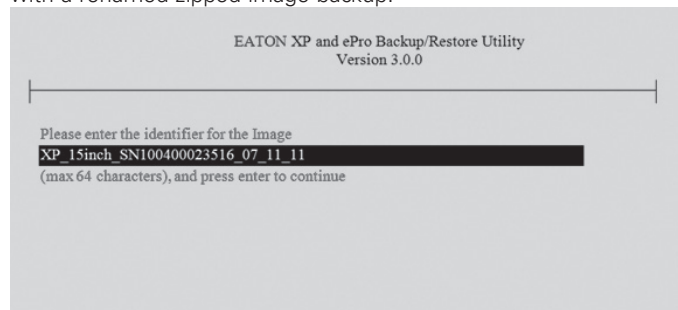 with a renamed zipped image backup.
EATON XP and ePro Backup/Restore Utility
Version 3.0.0
Please enter the identifier for the Image
XP_15inch_SN100400023516_07_11_11
(max 64 characters), and press enter to continue